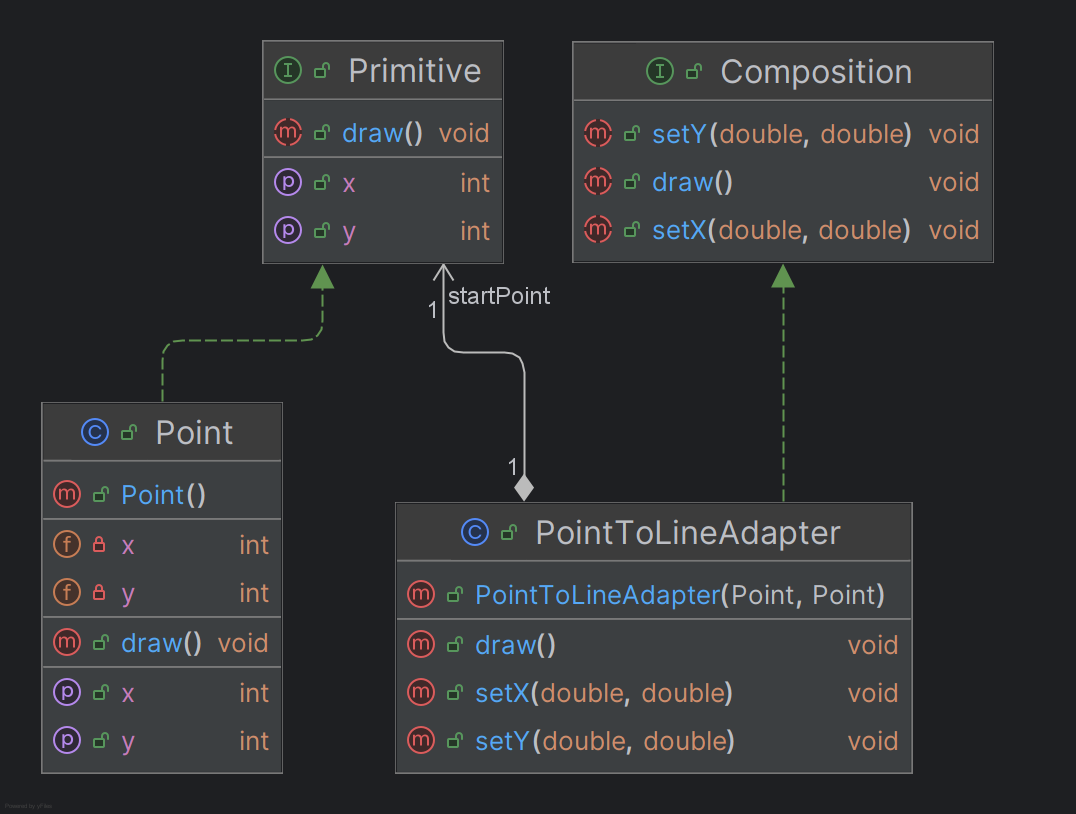 I Primitive
m draw() void
p x int
p y int
I Composition
m setY(double, double) void
m draw() void
m setX(double, double) void
startPoint
1
1
C Point
m Point()
f x int
f y int
m draw() void
p x int
p y int
C PointToLineAdapter
m PointToLineAdapter(Point, Point)
m draw() void
m setX(double, double) void
m setY(double, double) void
Powered by yFiles